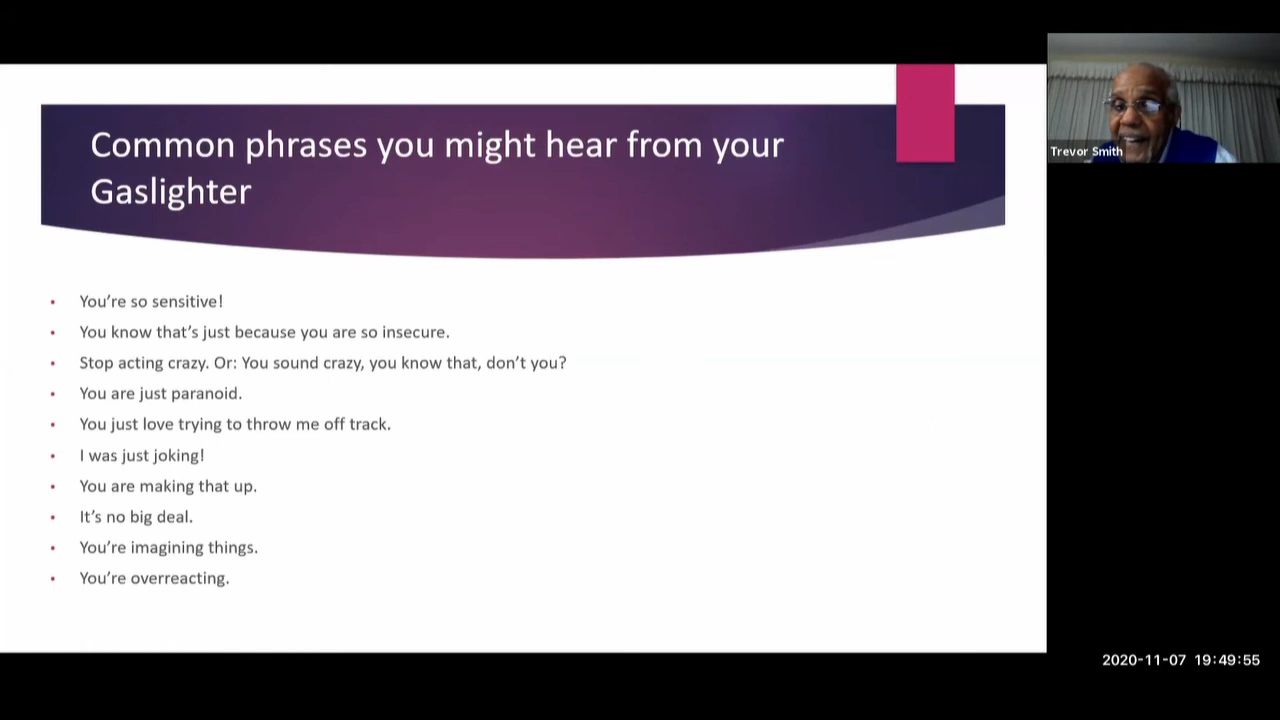 Common phrases you might hear from your
Gaslighter
• You’re so sensitive!
• You know that’s just because you are so insecure.
• Stop acting crazy. Or: You sound crazy, you know that, don’t you?
• You are just paranoid.
• You just love trying to throw me off track.
• I was just joking!
• You are making that up.
• It’s no big deal.
• You’re imagining things.
• You’re overreacting.
Trevor Smith
2020-11-07 19:49:55